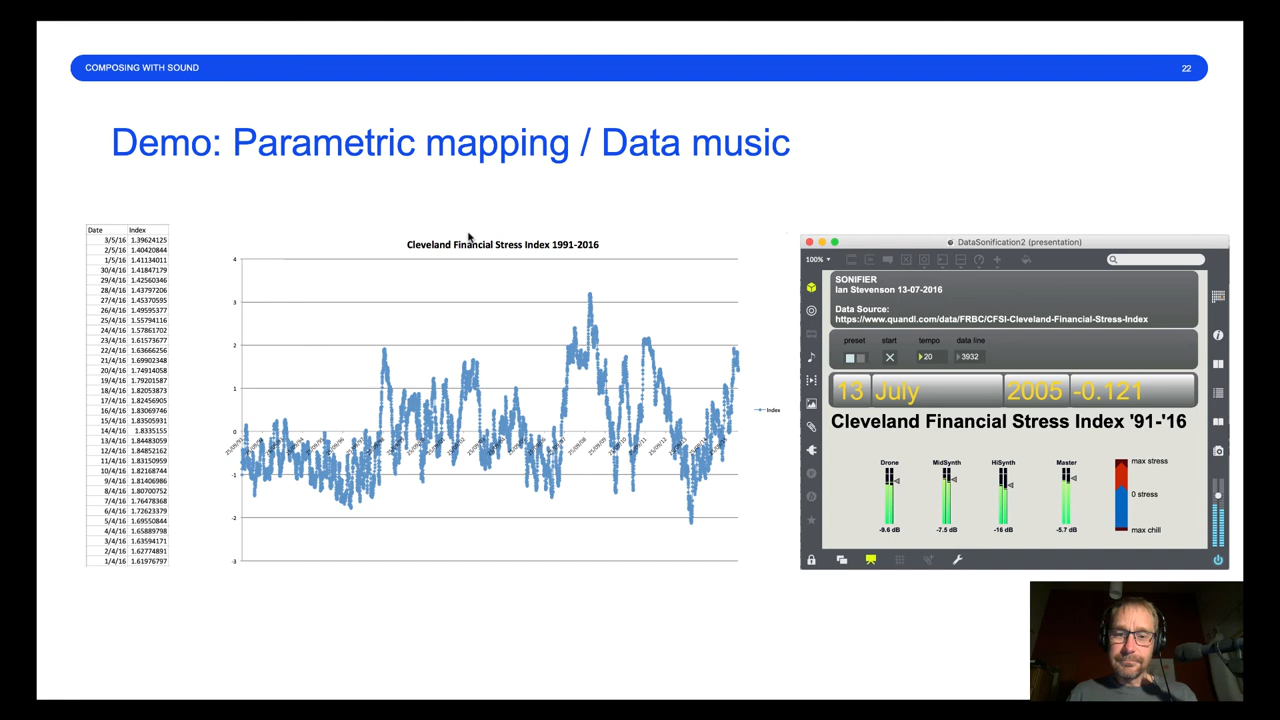 COMPOSING WITH SOUND
22
Demo: Parametric mapping / Data music
Date Index
3/5/16 1.39624125
2/5/16 1.40420844
1/5/16 1.41134011
30/4/16 1.41847179
29/4/16 1.42560346
28/4/16 1.43797206
27/4/16 1.45370595
26/4/16 1.49595377
25/4/16 1.55794116
24/4/16 1.57861702
23/4/16 1.61573677
22/4/16 1.63666256
21/4/16 1.69902348
20/4/16 1.74914058
19/4/16 1.79201587
18/4/16 1.82053873
17/4/16 1.82456905
16/4/16 1.83069746
15/4/16 1.83505931
14/4/16 1.8335155
13/4/16 1.84483059
12/4/16 1.84852162
11/4/16 1.83150959
10/4/16 1.82168744
9/4/16 1.81406986
8/4/16 1.80700752
7/4/16 1.76478368
6/4/16 1.72623379
5/4/16 1.69550844
4/4/16 1.65889798
3/4/16 1.63594171
2/4/16 1.62774891
1/4/16 1.61976797
Cleveland Financial Stress Index 1991-2016
4
3
2
1
0
-1
-2
-3
Index
DataSonification2 (presentation)
100%
SONIFIER
Ian Stevenson 13-07-2016
Data Source:
https://www.quandl.com/data/FRBC/CFSI-Cleveland-Financial-Stress-Index
preset start tempo data line
20 3932
13 July 2005 -0.121
Cleveland Financial Stress Index '91-'16
Drone MidSynth HiSynth Master
-9.6 dB -7.5 dB -16 dB -5.7 dB
max stress
0 stress
max chill